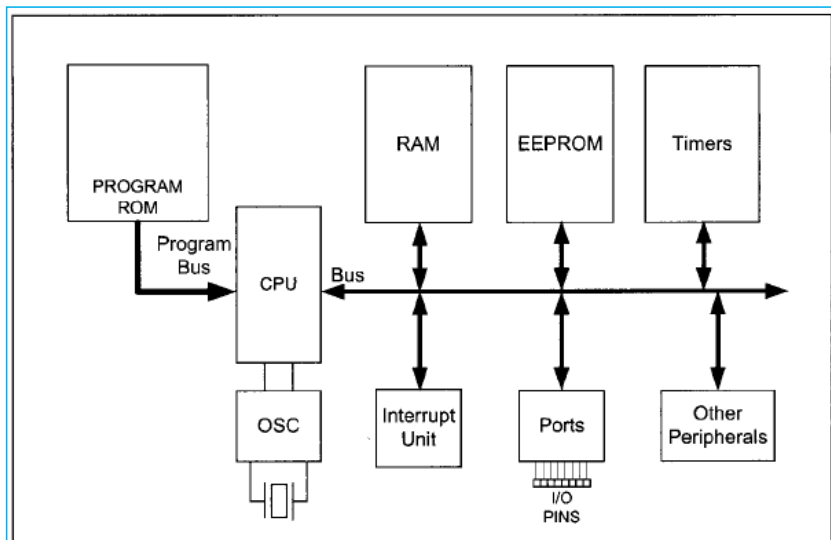 PROGRAM
ROM
RAM
EEPROM
Timers
Program
Bus
CPU
Bus
OSC
Interrupt
Unit
Ports
Other
Peripherals
I/O
PINS